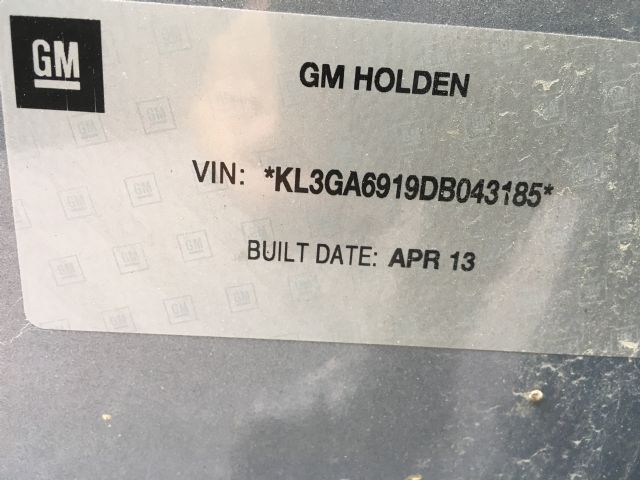 GM
GM HOLDEN
VIN: *KL3GA6919DB043185*
BUILT DATE: APR 13